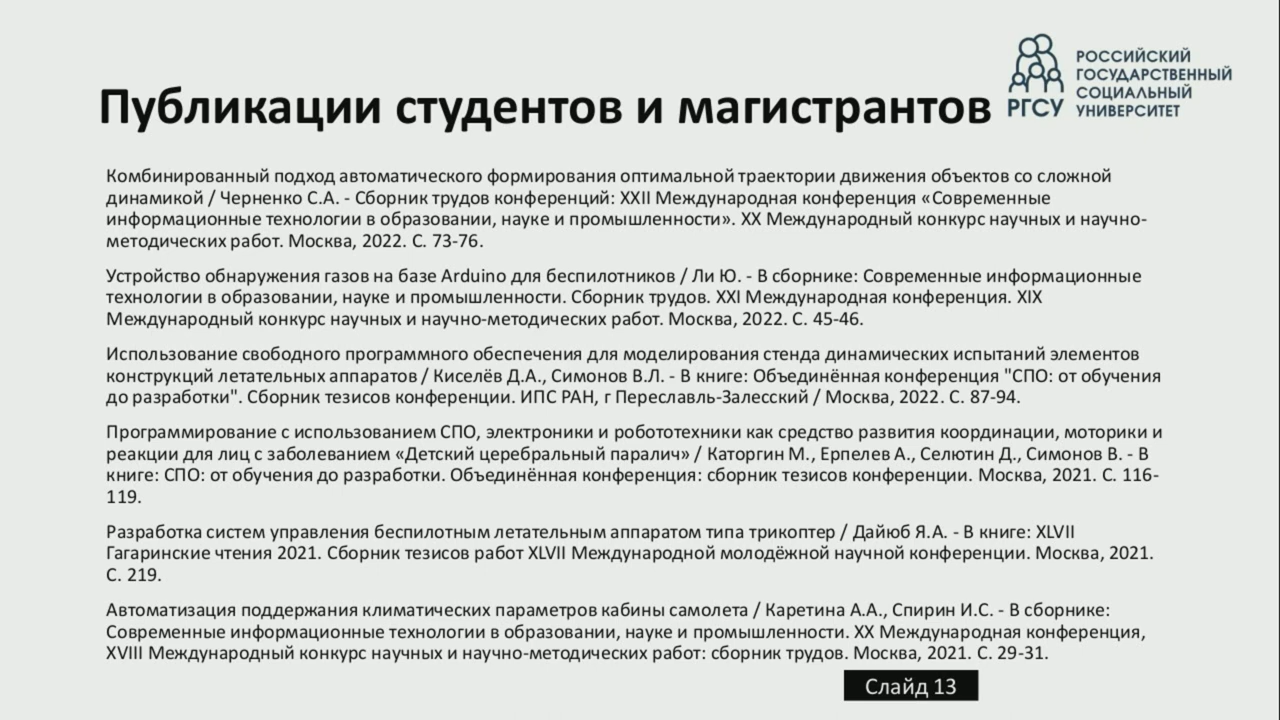 РОССИЙСКИЙ
ГОСУДАРСТВЕННЫЙ
СОЦИАЛЬНЫЙ
УНИВЕРСИТЕТ
РГСУ
Публикации студентов и магистрантов
Комбинированный подход автоматического формирования оптимальной траектории движения объектов со сложной
динамикой / Черненко С.А. - Сборник трудов конференций: XXII Международная конференция «Современные
информационные технологии в образовании, науке и промышленности». XX Международный конкурс научных и научно-
методических работ. Москва, 2022. С. 73-76.
Устройство обнаружения газов на базе Arduino для беспилотников / Ли Ю. - В сборнике: Современные информационные
технологии в образовании, науке и промышленности. Сборник трудов. XXI Международная конференция. XIX
Международный конкурс научных и научно-методических работ. Москва, 2022. С. 45-46.
Использование свободного программного обеспечения для моделирования стенда динамических испытаний элементов
конструкций летательных аппаратов / Киселёв Д.А., Симонов В.Л. - В книге: Объединённая конференция "СПО: от обучения
до разработки". Сборник тезисов конференции. ИПС РАН, г Переславль-Залесский / Москва, 2022. С. 87-94.
Программирование с использованием СПО, электроники и робототехники как средство развития координации, моторики и
реакции для лиц с заболеванием «Детский церебральный паралич» / Каторгин М., Ерпелев А., Селютин Д., Симонов В. - В
книге: СПО: от обучения до разработки. Объединённая конференция: сборник тезисов конференции. Москва, 2021. С. 116-
119.
Разработка систем управления беспилотным летательным аппаратом типа трикоптер / Дайюб Я.А. - В книге: XLVII
Гагаринские чтения 2021. Сборник тезисов работ XLVII Международной молодёжной научной конференции. Москва, 2021.
С. 219.
Автоматизация поддержания климатических параметров кабины самолета / Каретина А.А., Спирин И.С. - В сборнике:
Современные информационные технологии в образовании, науке и промышленности. XX Международная конференция,
XVIII Международный конкурс научных и научно-методических работ: сборник трудов. Москва, 2021. С. 29-31.
Слайд 13